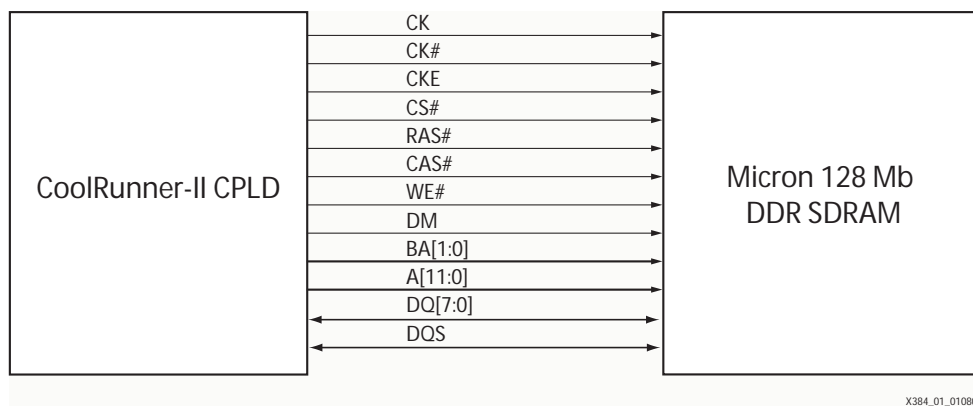 CoolRunner-II CPLD
CK
CK#
CKE
CS#
RAS#
CAS#
WE#
DM
BA[1:0]
A[11:0]
DQ[7:0]
DQS
Micron 128 Mb
DDR SDRAM